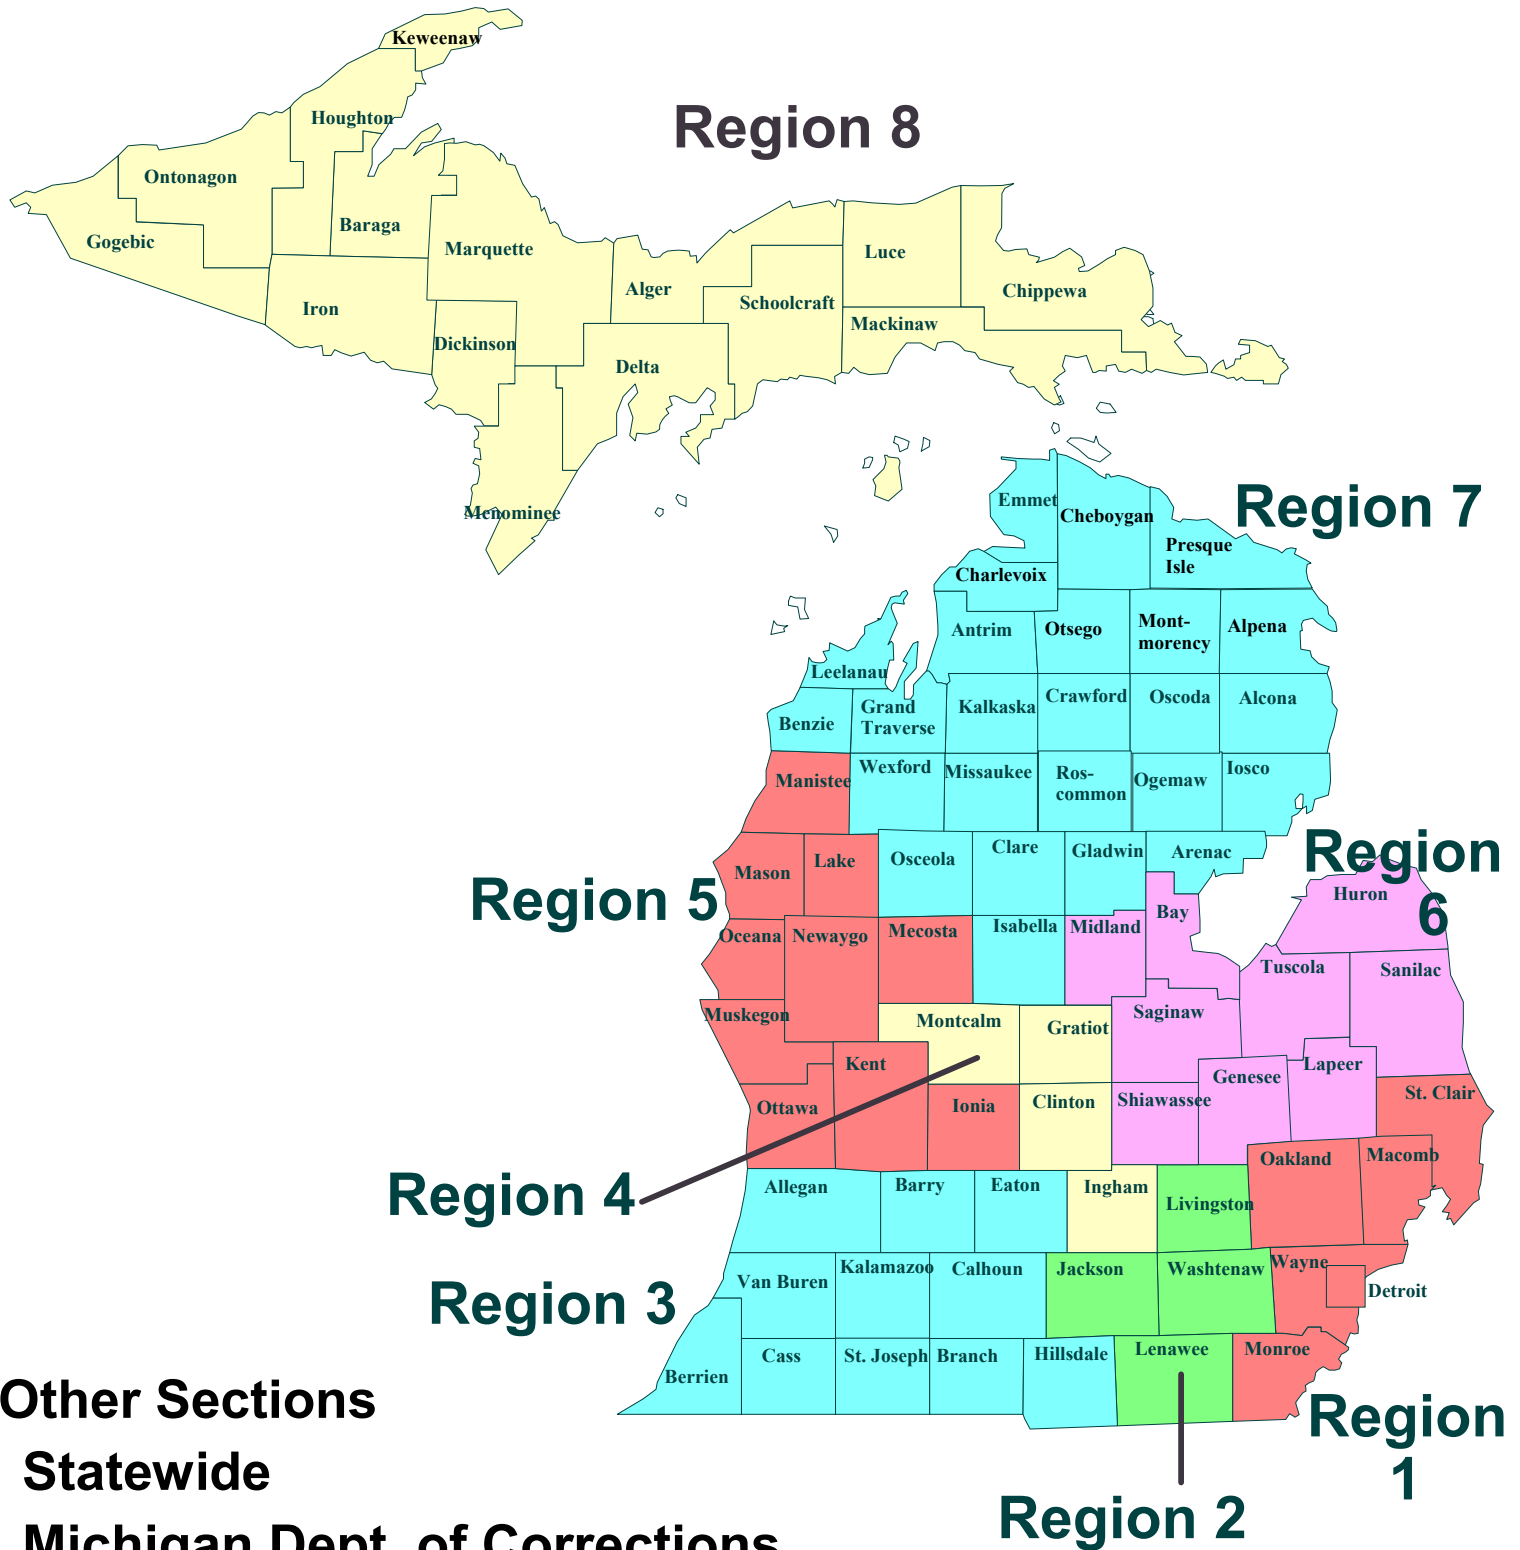 Keweenaw
Region 8
Houghton
Ontonagon
Baraga
Gogebic
Marquette
Luce
Alger
Chippewa
Schoolcraft
Iron
Mackinaw
Dickinson
Delta
Menominee
Emmet
Region 7
Cheboygan
Presque
Isle
Charlevoix
Antrim
Otsego
Mont-
morency
Alpena
Leelanau
Grand
Traverse
Kalkaska
Crawford
Oscoda
Alcona
Benzie
Manistee
Wexford
Missaukee
Ros-
common
Ogemaw
Iosco
Region
6
Mason
Lake
Osceola
Clare
Gladwin
Arenac
Region 5
Huron
Bay
Oceana
Newaygo
Mecosta
Isabella
Midland
Tuscola
Sanilac
Muskegon
Montcalm
Gratiot
Saginaw
Kent
Genesee
Lapeer
Ottawa
Ionia
Clinton
Shiawassee
St. Clair
Region 4
Allegan
Barry
Eaton
Ingham
Livingston
Oakland
Macomb
Region 3
Van Buren
Kalamazoo
Calhoun
Jackson
Washtenaw
Wayne
Detroit
Berrien
Cass
St. Joseph
Branch
Hillsdale
Lenawee
Monroe
Region
1
Region 2
Other Sections
Statewide
Michigan Dept. of Corrections